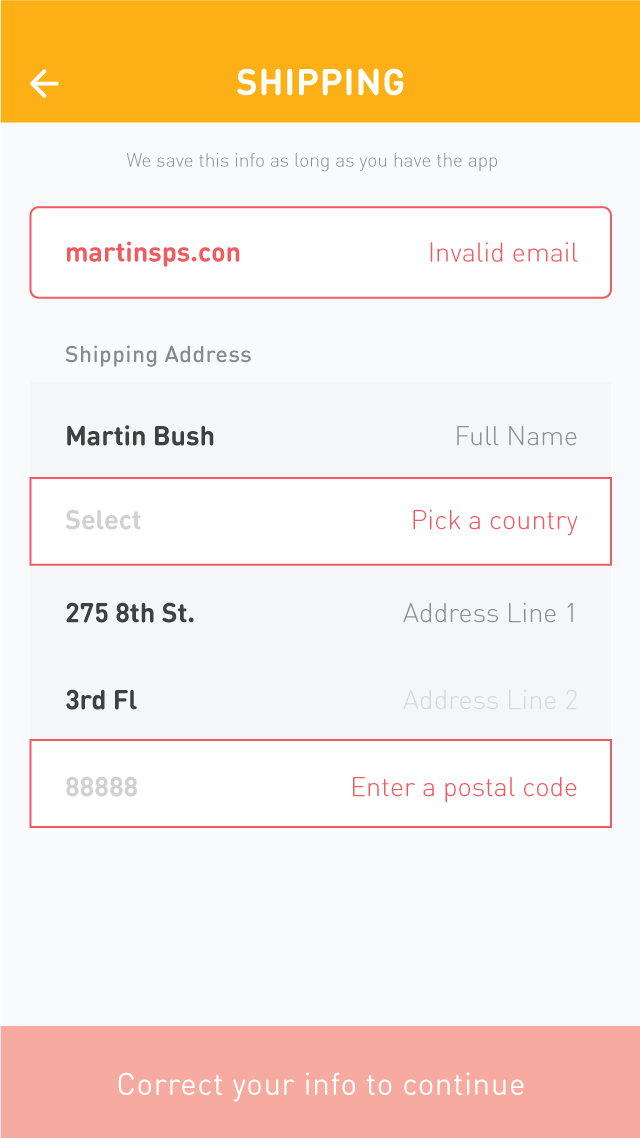 SHIPPING
We save this info as long as you have the app
martinsps.con Invalid email
Shipping Address
Martin Bush Full Name
Select Pick a country
275 8th St. Address Line 1
3rd Fl Address Line 2
88888 Enter a postal code
Correct your info to continue